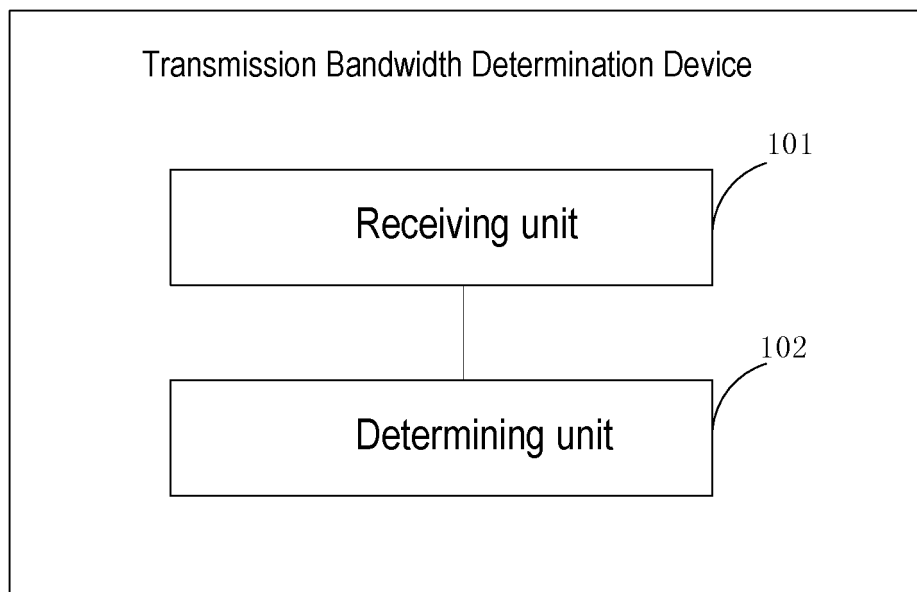 Transmission Bandwidth Determination Device
101
Receiving unit
102
Determining unit